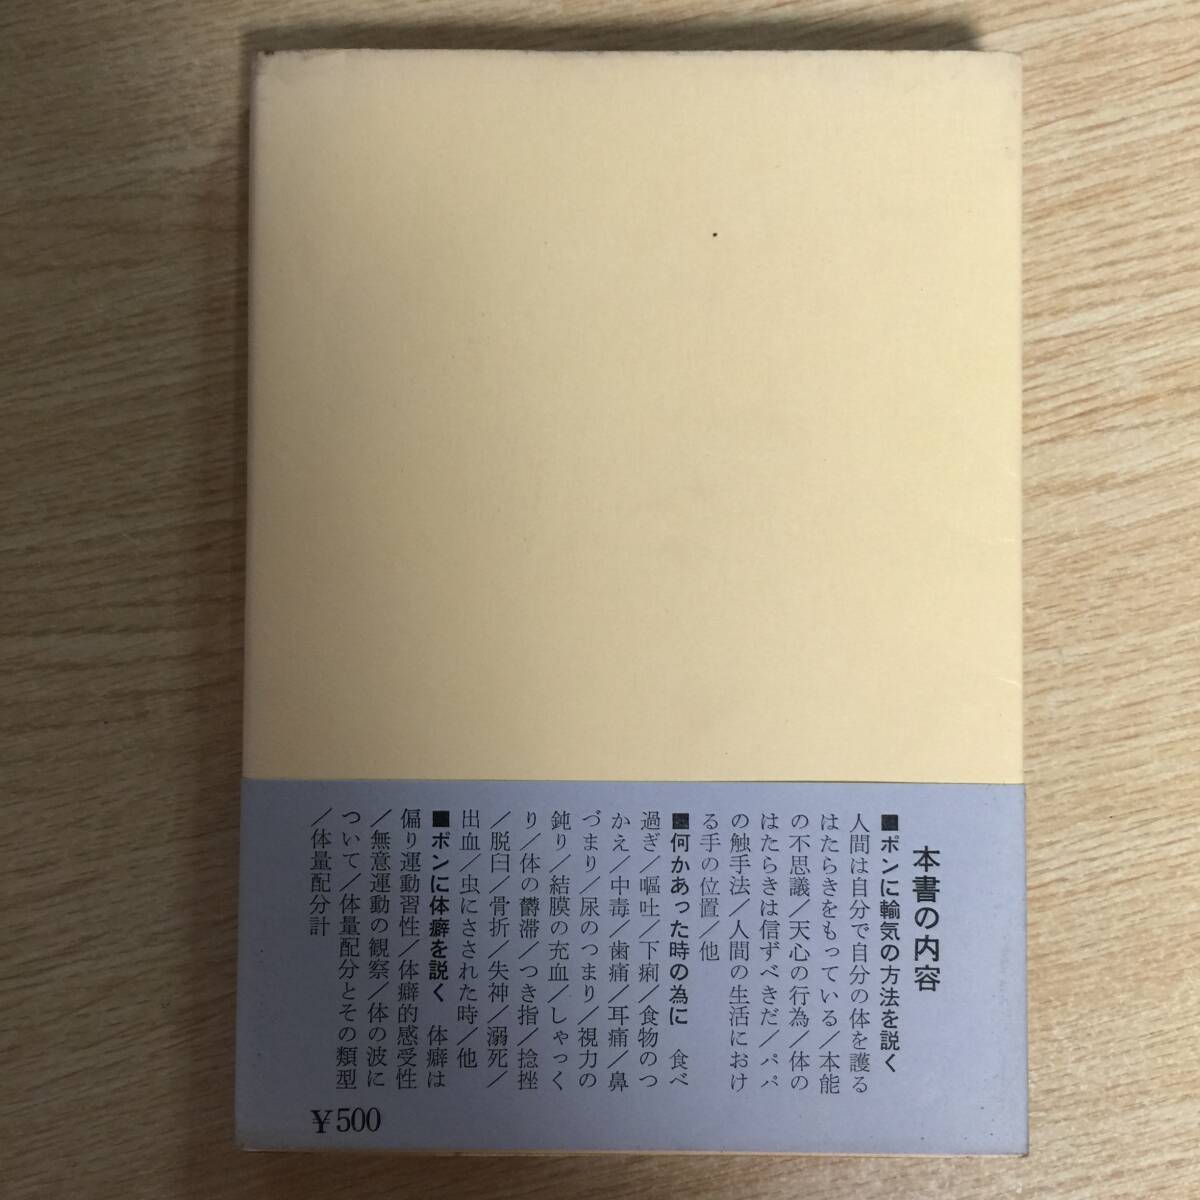 本書の内容
■ポンに輸気の方法を説く
人間は自分で自分の体を護る
はたらきをもっている／本能
の不思議／天心の行為／体の
はたらきは信ずべきだ／パパ
の触手法／人間の生活におけ
る手の位置／他
■何かあった時の為に　食べ
過ぎ／嘔吐／下痢／食物のつ
かえ／中毒／歯痛／耳痛／鼻
づまり／尿のつまり／視力の
鈍り／結膜の充血／しゃっく
り／体の欝滞／つき指／捻挫
／脱臼／骨折／失神／溺死／
出血／虫にさされた時／他
■ポンに体癖を説く　体癖は
偏り運動習性／体癖的感受性
／無意運動の観察／体の波に
ついて／体量配分とその類型
／体量配分計
￥500